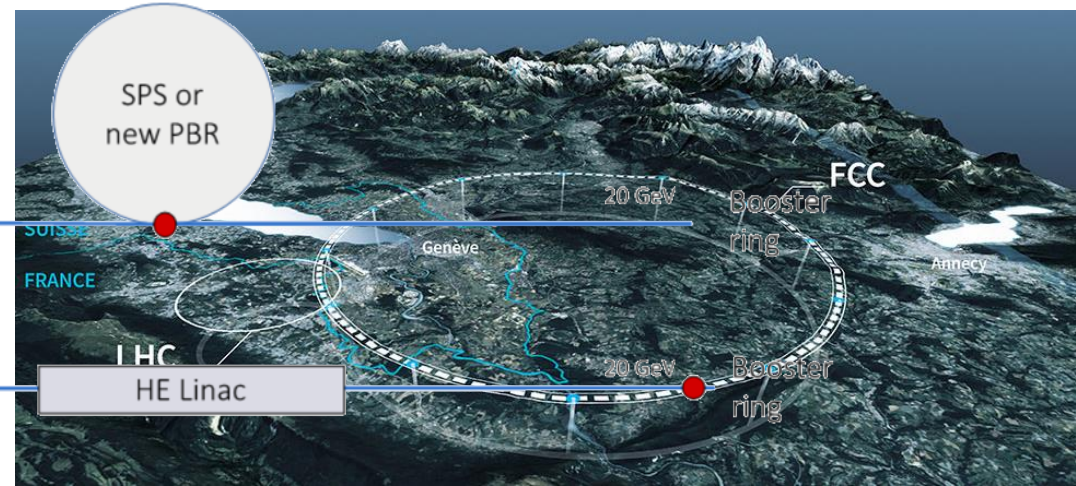 SPS or
new PBR
FCC
20 GeV
Booster
ring
SUISSE
Genève
Annecy
FRANCE
LHC
20 GeV
Booster
ring
HE Linac